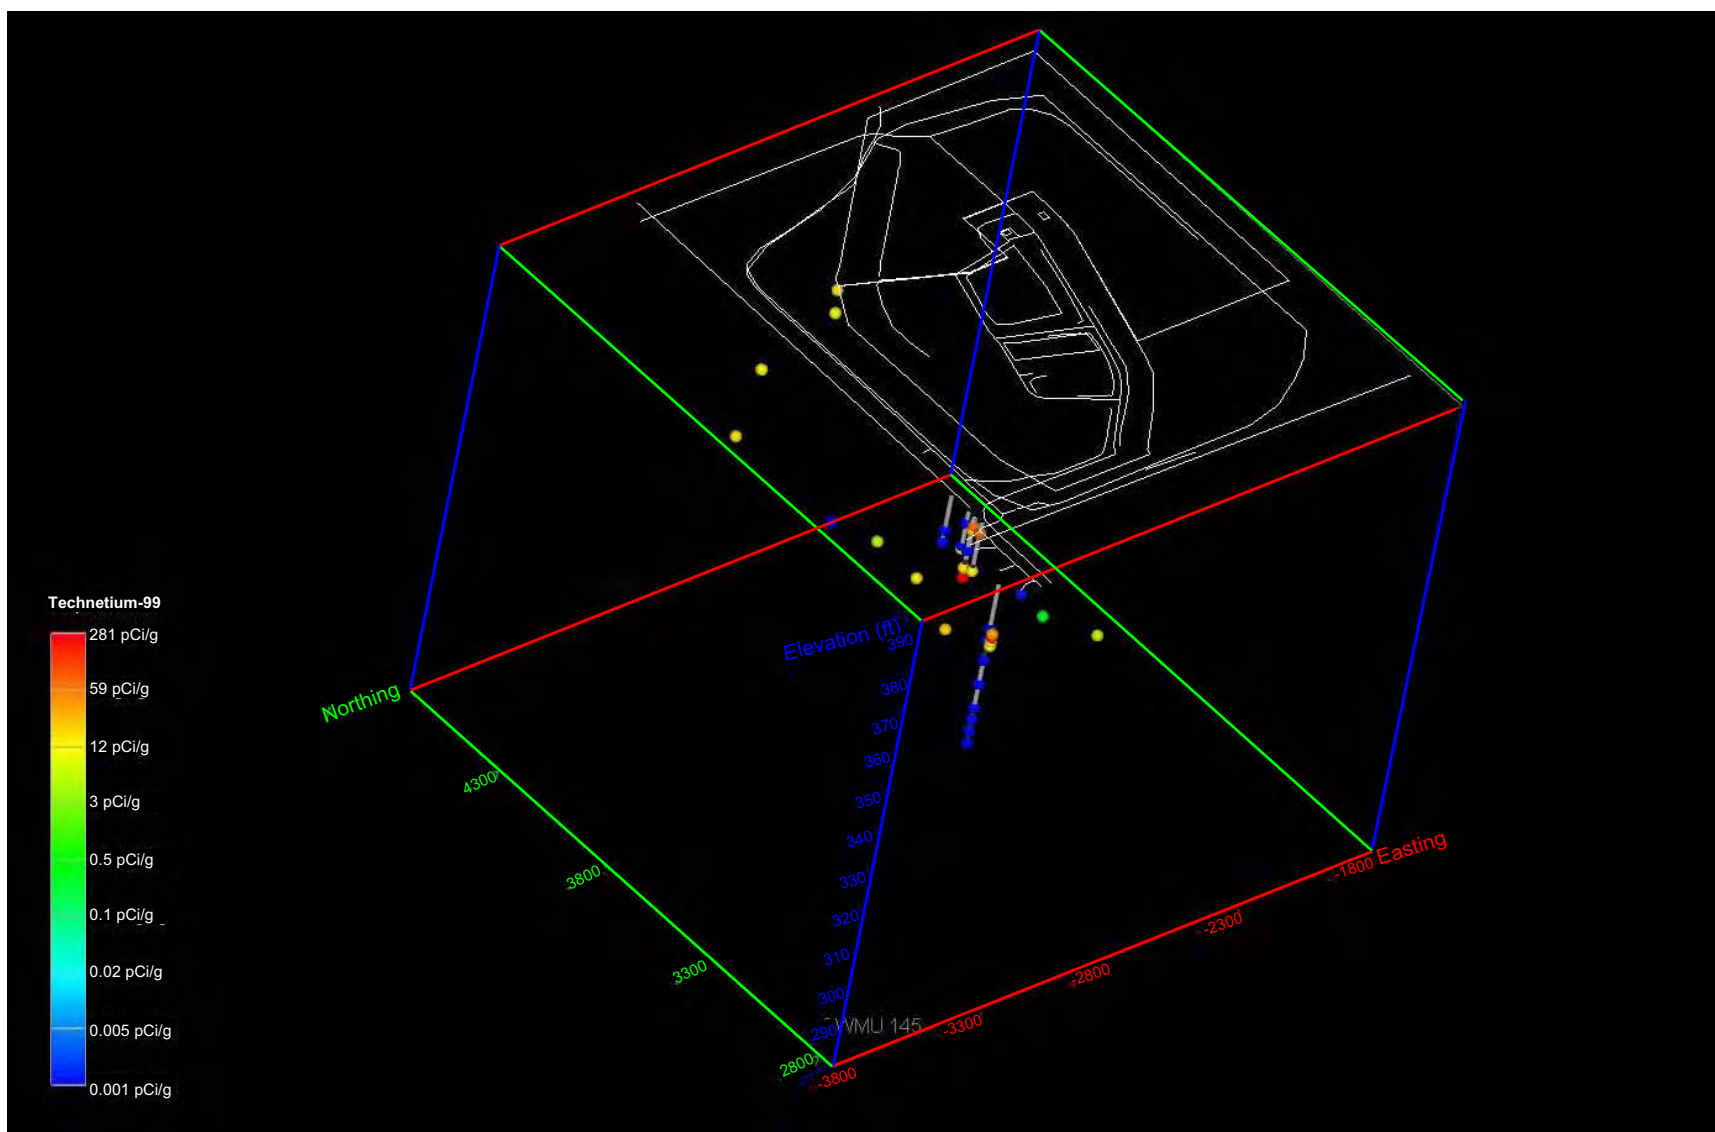 Technetium-99
281 pCi/g
59 pCi/g
12 pCi/g
3 pCi/g
0.5 pCi/g
0.1 pCi/g
0.02 pCi/g
0.005 pCi/g
0.001 pCi/g
Northing
4300
3800
3300
2800
Elevation (ft)
390
380
370
360
350
340
330
320
310
300
290
WMU 145
-3800
-3300
-2800
-2300
-1800
Easting